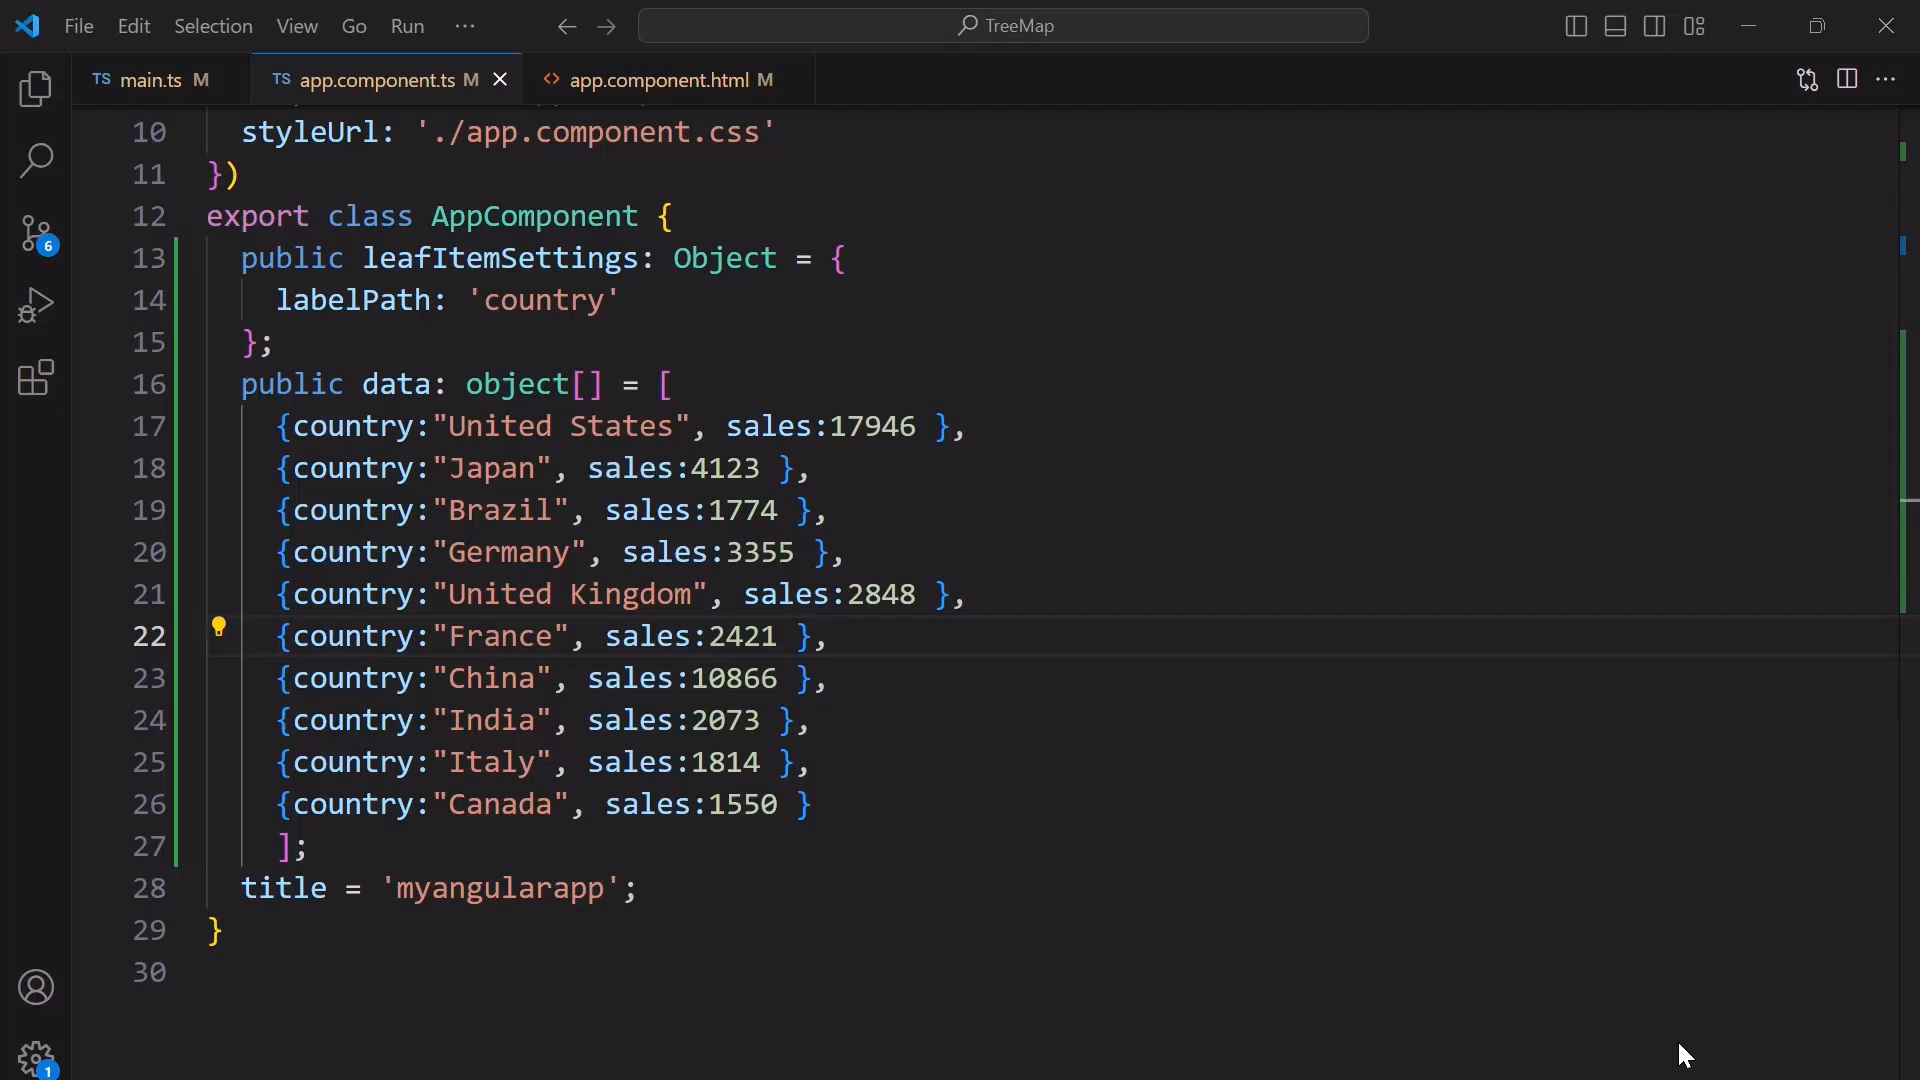 File Edit Selection View Go Run ··· TreeMap
TS main.ts M TS app.component.ts M app.component.html M
10 styleUrl: './app.component.css'
11 })
12 export class AppComponent {
13 public leafItemSettings: Object = {
14 labelPath: 'country'
15 };
16 public data: object[] = [
17 {country:"United States", sales:17946 },
18 {country:"Japan", sales:4123 },
19 {country:"Brazil", sales:1774 },
20 {country:"Germany", sales:3355 },
21 {country:"United Kingdom", sales:2848 },
22 {country:"France", sales:2421 },
23 {country:"China", sales:10866 },
24 {country:"India", sales:2073 },
25 {country:"Italy", sales:1814 },
26 {country:"Canada", sales:1550 }
27 ];
28 title = 'myangularapp';
29 }
30
6
1